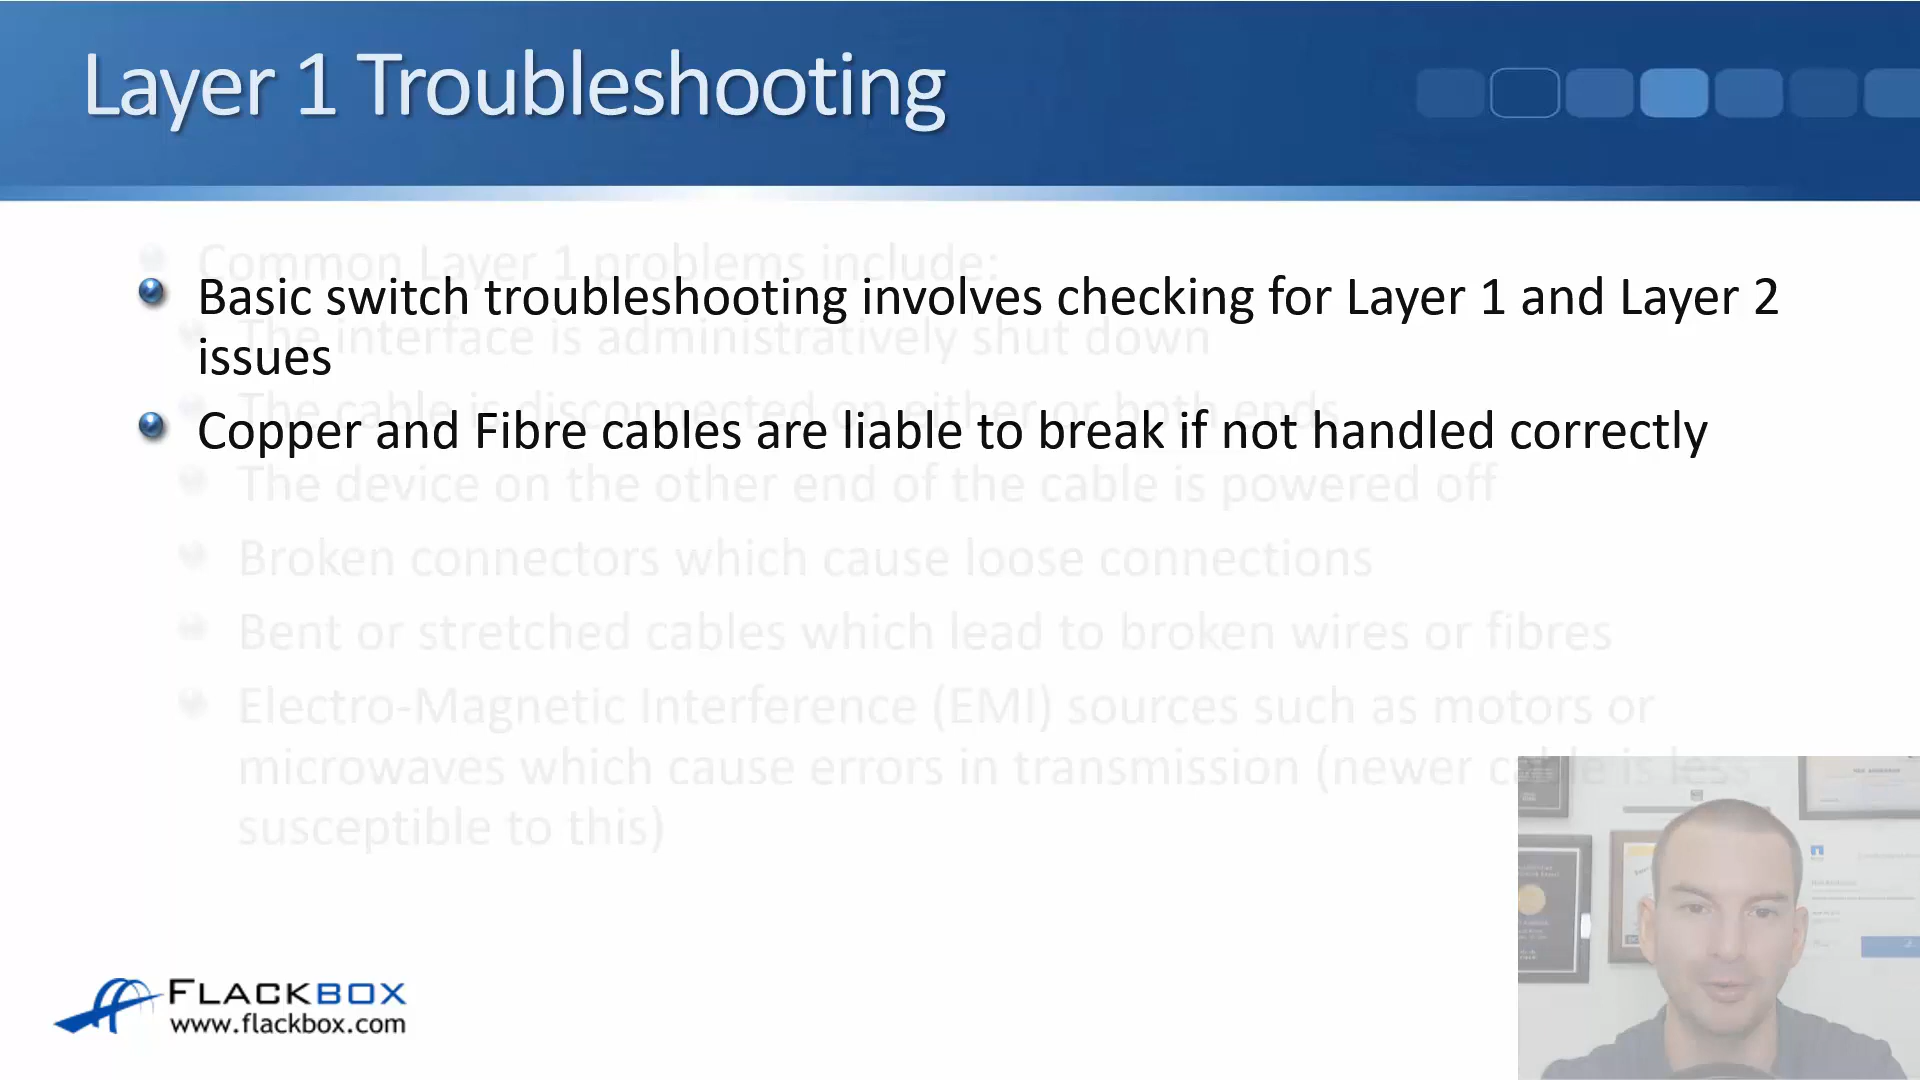 Layer 1 Troubleshooting
Common Layer 1 problems include:
Basic switch troubleshooting involves checking for Layer 1 and Layer 2
issues
The interface is administratively shut down
The cable is disconnected on either or both ends
Copper and Fibre cables are liable to break if not handled correctly
The device on the other end of the cable is powered off
Broken connectors which cause loose connections
Bent or stretched cables which lead to broken wires or fibres
Electro-Magnetic Interference (EMI) sources such as motors or
microwaves which cause errors in transmission (newer cable is less
susceptible to this)
FLACKBOX
www.flackbox.com